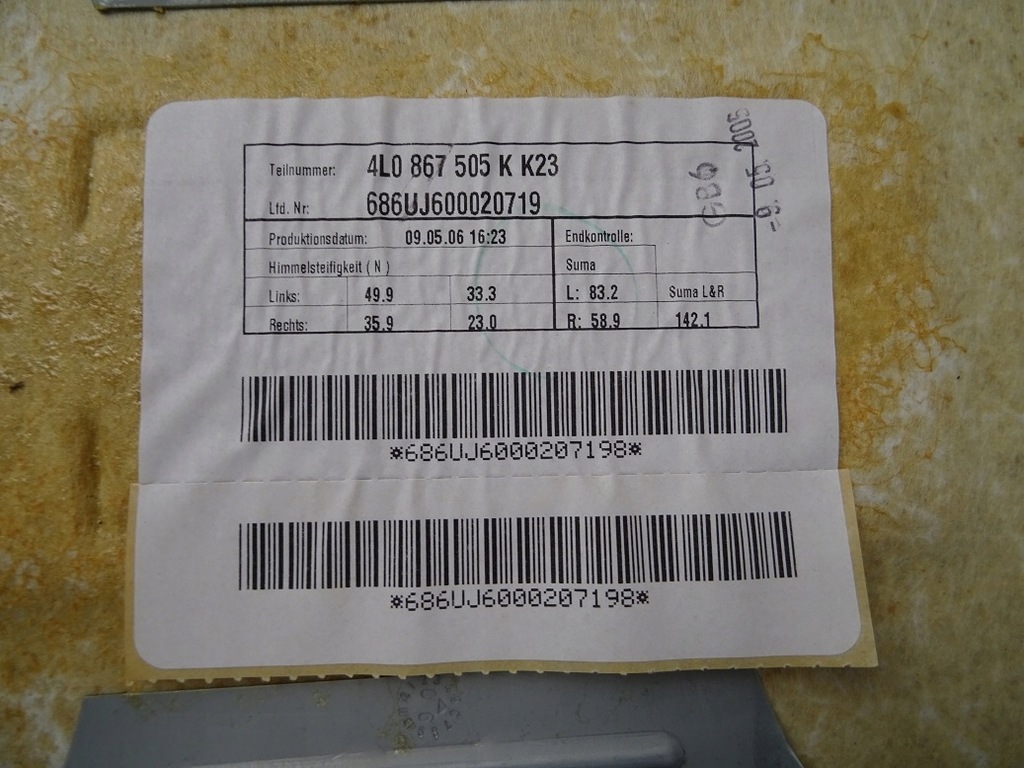 Teilnummer: 4L0 867 505 K K23
Lfd. Nr: 686UJ600020719
Produktionsdatum: 09.05.06 16:23 Endkontrolle:
Himmelsteifigkeit ( N ) Suma
Links: 49.9 33.3 L: 83.2 Suma L&R
Rechts: 35.9 23.0 R: 58.9 142.1
-9. 05. 2005
*686UJ6000207198*
*686UJ6000207198*